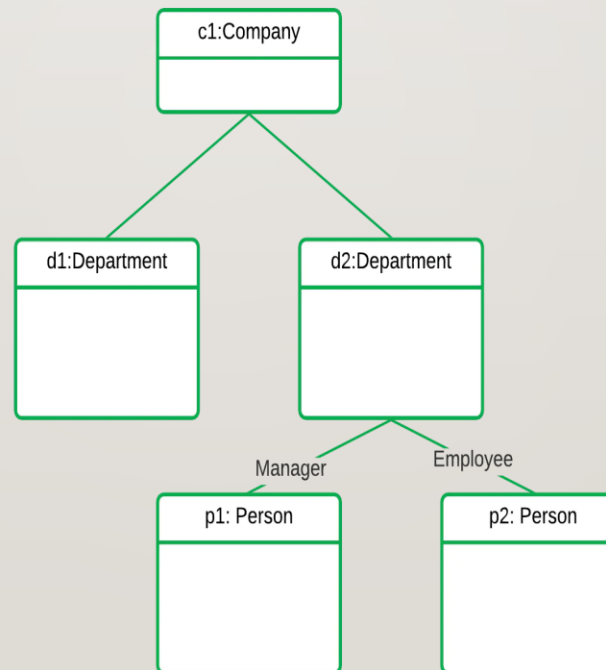 c1:Company
d1:Department
d2:Department
Manager
Employee
p1: Person
p2: Person